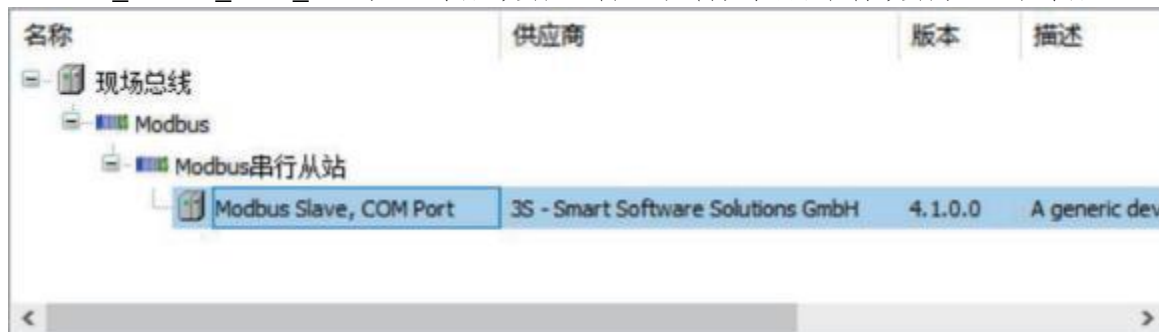 名称 供应商 版本 描述
现场总线
Modbus
Modbus串行从站
Modbus Slave, COM Port 3S - Smart Software Solutions GmbH 4.1.0.0 A generic dev